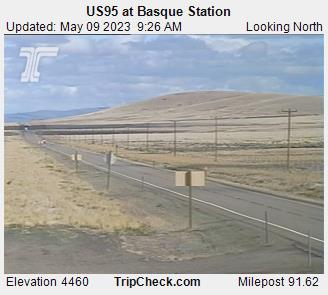 US95 at Basque Station
Updated: May 09 2023 9:26 AM Looking North
Elevation 4460 TripCheck.com Milepost 91.62